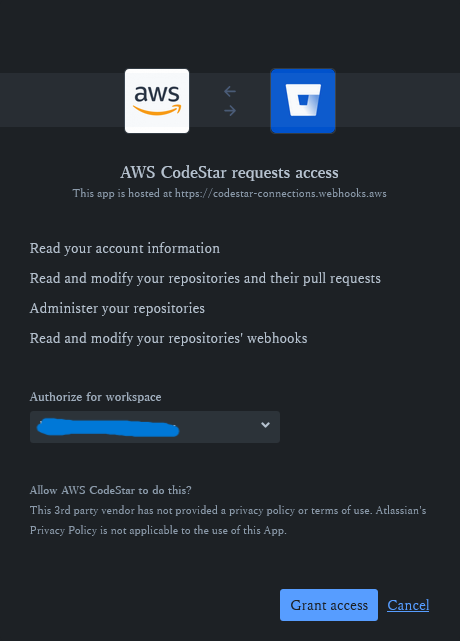 aws
AWS CodeStar requests access
This app is hosted at https://codestar-connections.webhooks.aws
Read your account information
Read and modify your repositories and their pull requests
Administer your repositories
Read and modify your repositories' webhooks
Authorize for workspace
Allow AWS CodeStar to do this?
This 3rd party vendor has not provided a privacy policy or terms of use. Atlassian's
Privacy Policy is not applicable to the use of this App.
Grant access Cancel